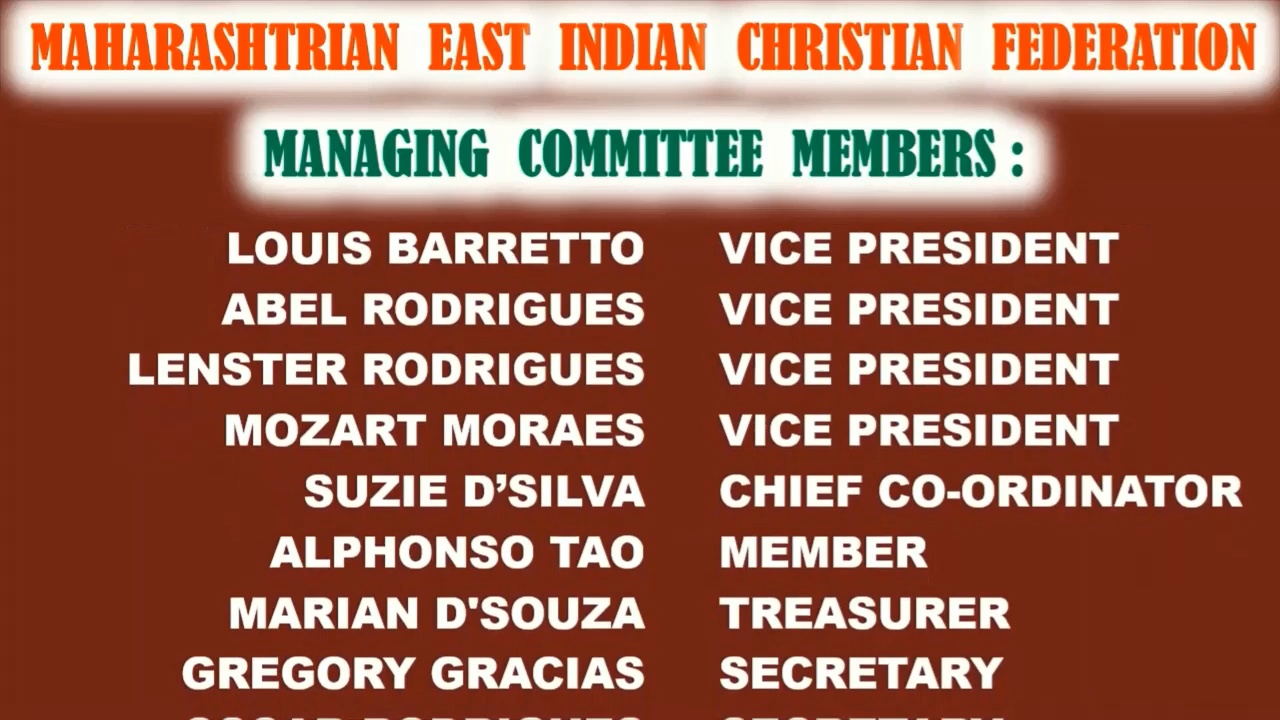 MAHARASHTRIAN EAST INDIAN CHRISTIAN FEDERATION
MANAGING COMMITTEE MEMBERS :
LOUIS BARRETTO VICE PRESIDENT
ABEL RODRIGUES VICE PRESIDENT
LENSTER RODRIGUES VICE PRESIDENT
MOZART MORAES VICE PRESIDENT
SUZIE D’SILVA CHIEF CO-ORDINATOR
ALPHONSO TAO MEMBER
MARIAN D'SOUZA TREASURER
GREGORY GRACIAS SECRETARY